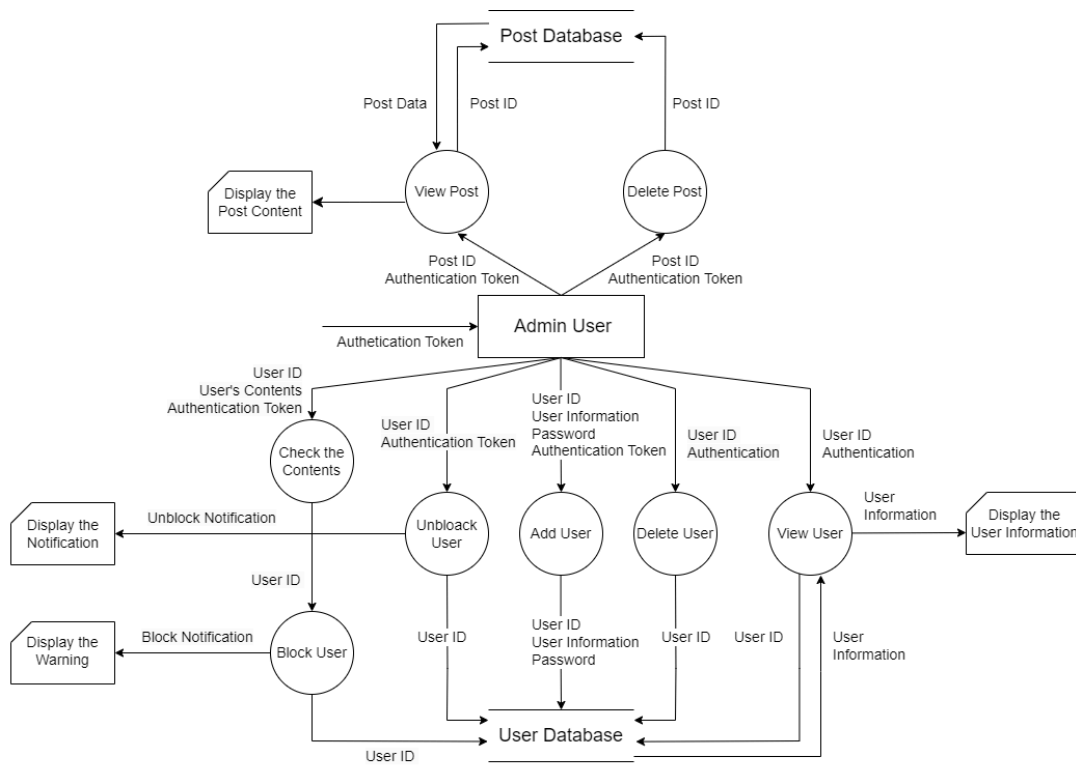 Post Database
Post Data
Post ID
Post ID
View Post
Delete Post
Display the
Post Content
Post ID
Authentication Token
Post ID
Authentication Token
Admin User
Authetication Token
User ID
User's Contents
Authentication Token
User ID
Authentication Token
User ID
User Information
Password
Authentication Token
User ID
Authentication
User ID
Authentication
Check the
Contents
Display the
Notification
Unblock Notification
Unbloack
User
Add User
Delete User
View User
User
Information
Display the
User Information
User ID
Display the
Warning
Block Notification
Block User
User ID
User ID
User Information
Password
User ID
User ID
User
Information
User Database
User ID